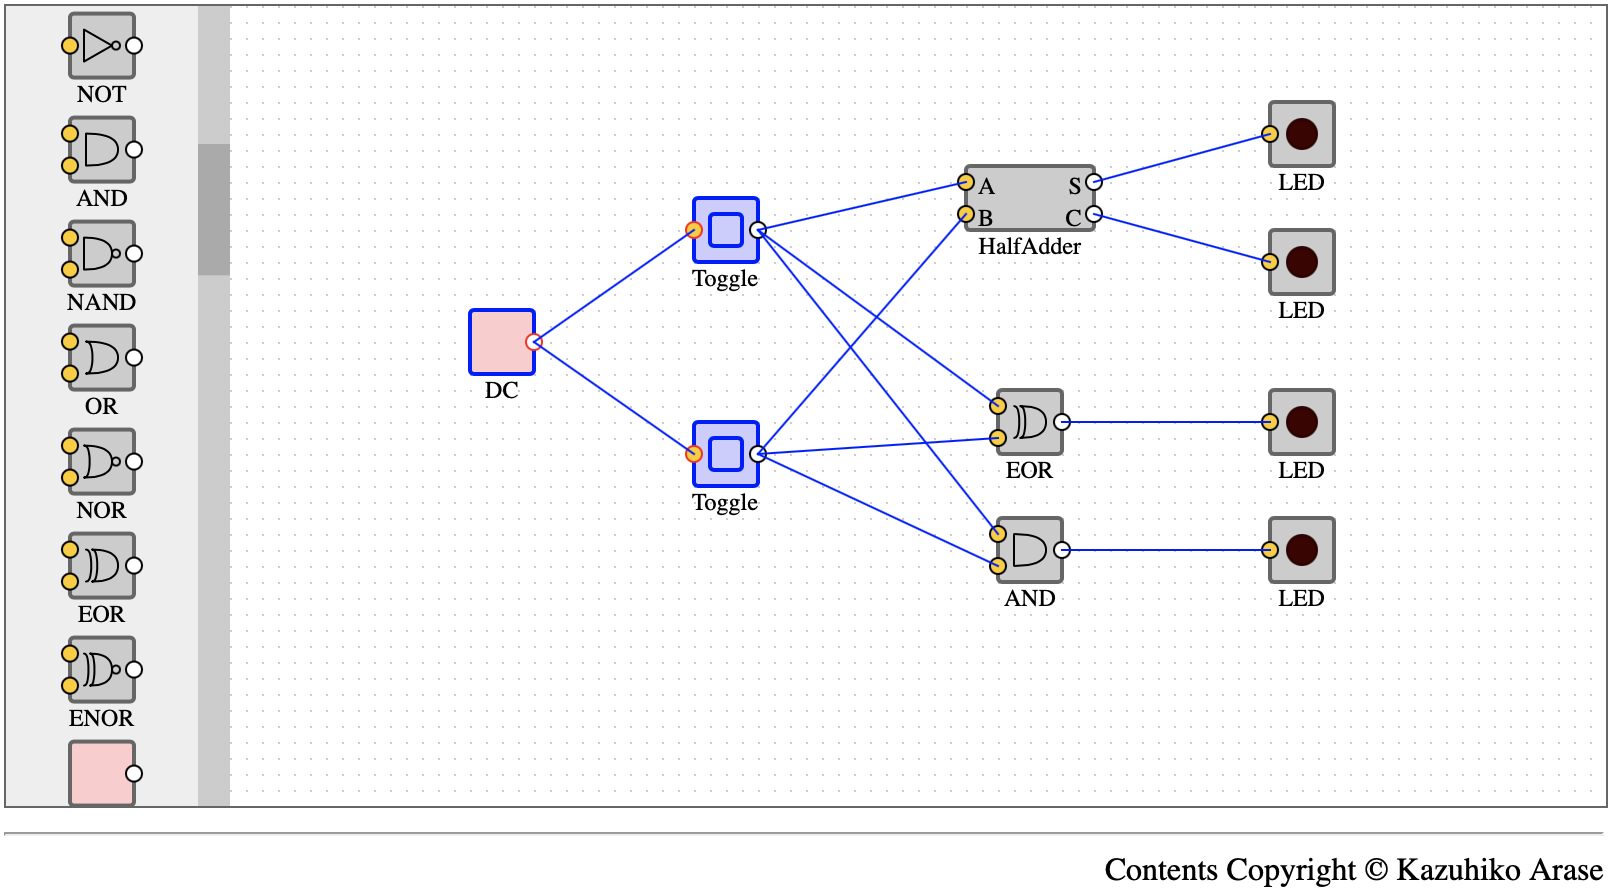 NOT
AND
NAND
OR
NOR
EOR
ENOR
DC
Toggle
Toggle
A S
B C
HalfAdder
EOR
AND
LED
LED
LED
LED
Contents Copyright © Kazuhiko Arase